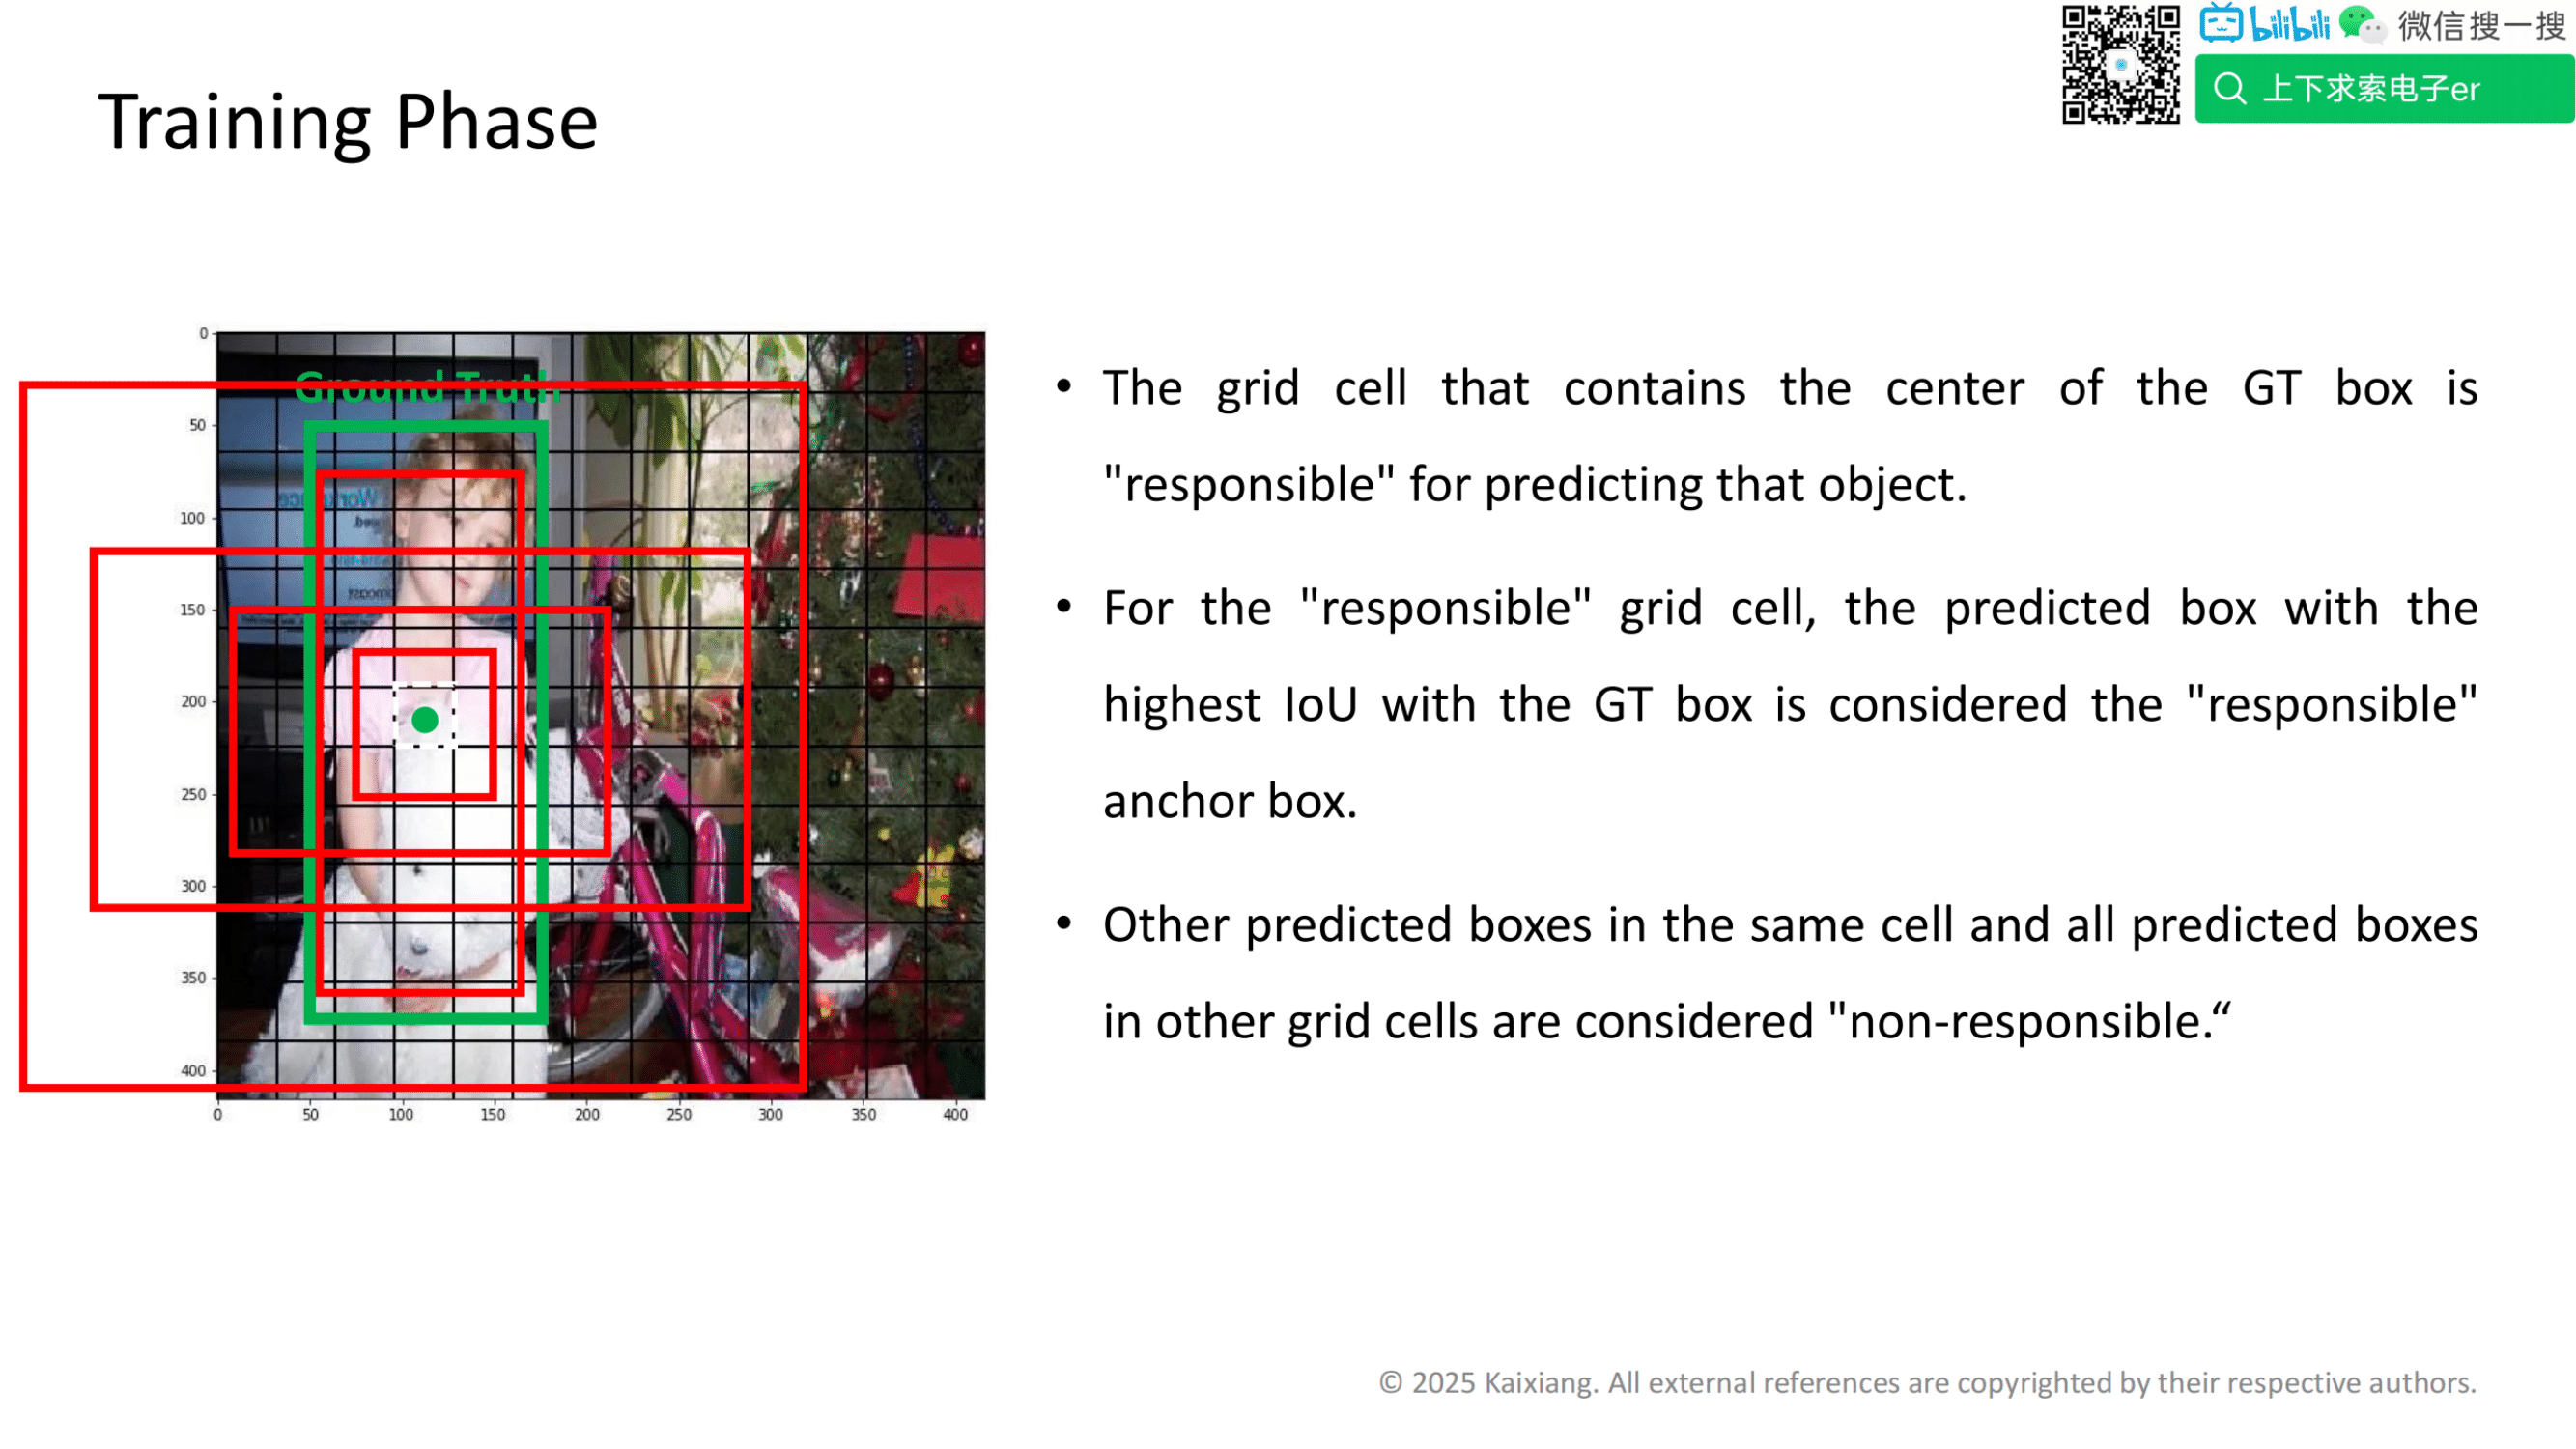 bilibili 微信搜一搜
上下求索电子er
Training Phase
Ground Truth
0
50
100
150
200
250
300
350
400
0 50 100 150 200 250 300 350 400
• The grid cell that contains the center of the GT box is
"responsible" for predicting that object.
• For the "responsible" grid cell, the predicted box with the
highest IoU with the GT box is considered the "responsible"
anchor box.
• Other predicted boxes in the same cell and all predicted boxes
in other grid cells are considered "non-responsible.“
© 2025 Kaixiang. All external references are copyrighted by their respective authors.